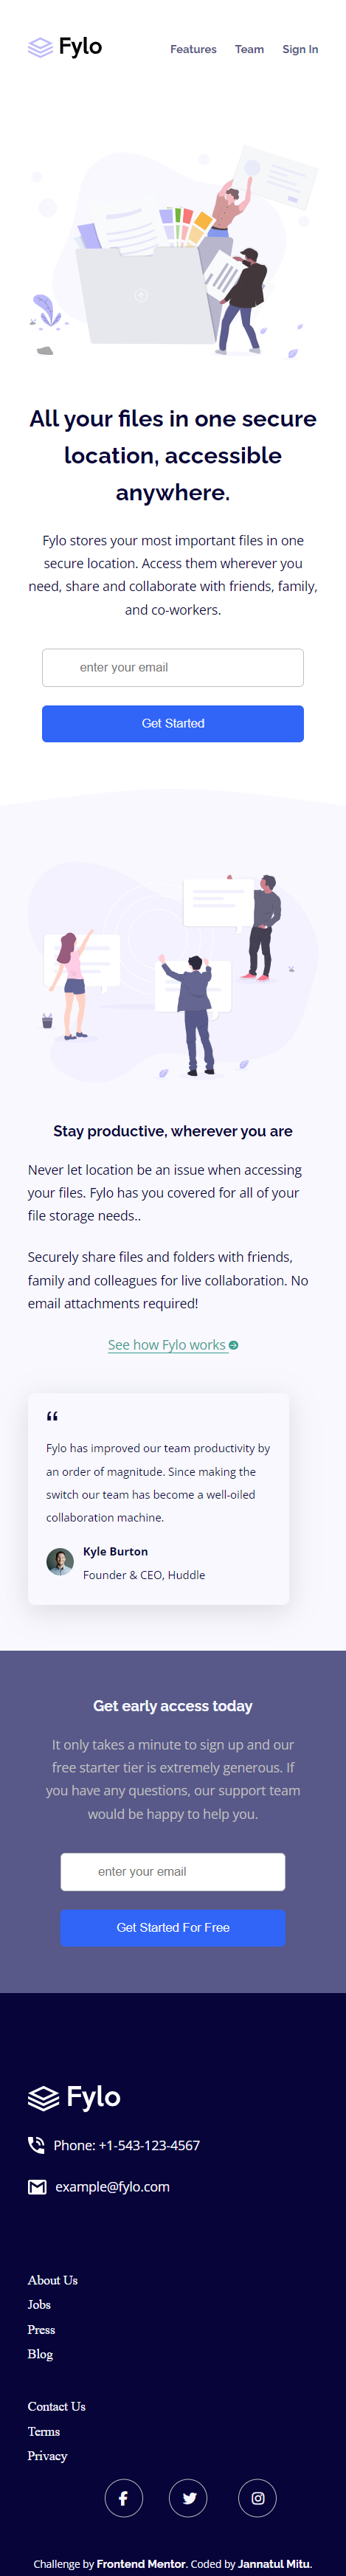 Fylo
Features Team Sign In
All your files in one secure
location, accessible
anywhere.
Fylo stores your most important files in one
secure location. Access them wherever you
need, share and collaborate with friends, family,
and co-workers.
enter your email
Get Started
Stay productive, wherever you are
Never let location be an issue when accessing
your files. Fylo has you covered for all of your
file storage needs..
Securely share files and folders with friends,
family and colleagues for live collaboration. No
email attachments required!
See how Fylo works
“
Fylo has improved our team productivity by
an order of magnitude. Since making the
switch our team has become a well-oiled
collaboration machine.
Kyle Burton
Founder & CEO, Huddle
Get early access today
It only takes a minute to sign up and our
free starter tier is extremely generous. If
you have any questions, our support team
would be happy to help you.
enter your email
Get Started For Free
Fylo
Phone: +1-543-123-4567
example@fylo.com
About Us
Jobs
Press
Blog
Contact Us
Terms
Privacy
Challenge by Frontend Mentor. Coded by Jannatul Mitu.